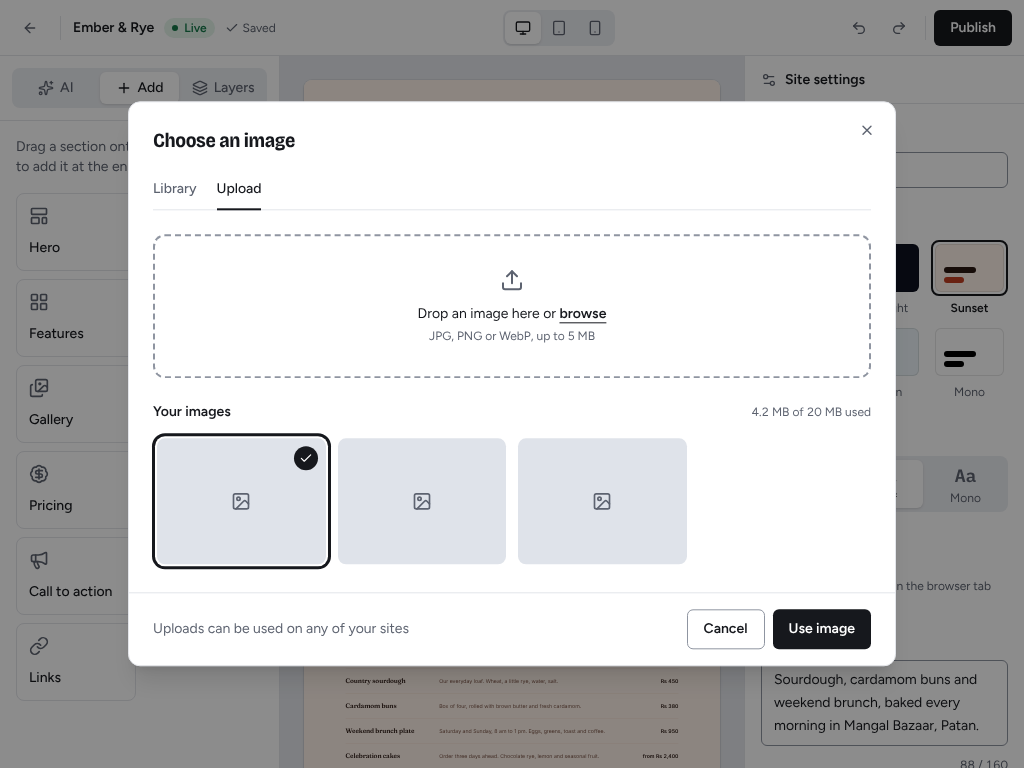 Ember & Rye
Live
Saved
Publish
AI
Add
Layers
Site settings
Drag a section ont
to add it at the en
Hero
Features
Gallery
Pricing
Call to action
Links
Choose an image
Library
Upload
Drop an image here or browse
JPG, PNG or WebP, up to 5 MB
Your images
4.2 MB of 20 MB used
Uploads can be used on any of your sites
Cancel
Use image
Sunset
Mono
Aa
Mono
n the browser tab
Country sourdough
Our everyday loaf. Wheat, a little rye, water, salt.
Rs 450
Cardamom buns
Box of four, rolled with brown butter and fresh cardamom.
Rs 380
Weekend brunch plate
Saturday and Sunday, 8 am to 1 pm. Eggs, greens, toast and coffee.
Rs 950
Celebration cakes
Order three days ahead. Chocolate rye, lemon and seasonal fruit.
from Rs 2,400
Sourdough, cardamom buns and
weekend brunch, baked every
morning in Mangal Bazaar, Patan.
88 / 160